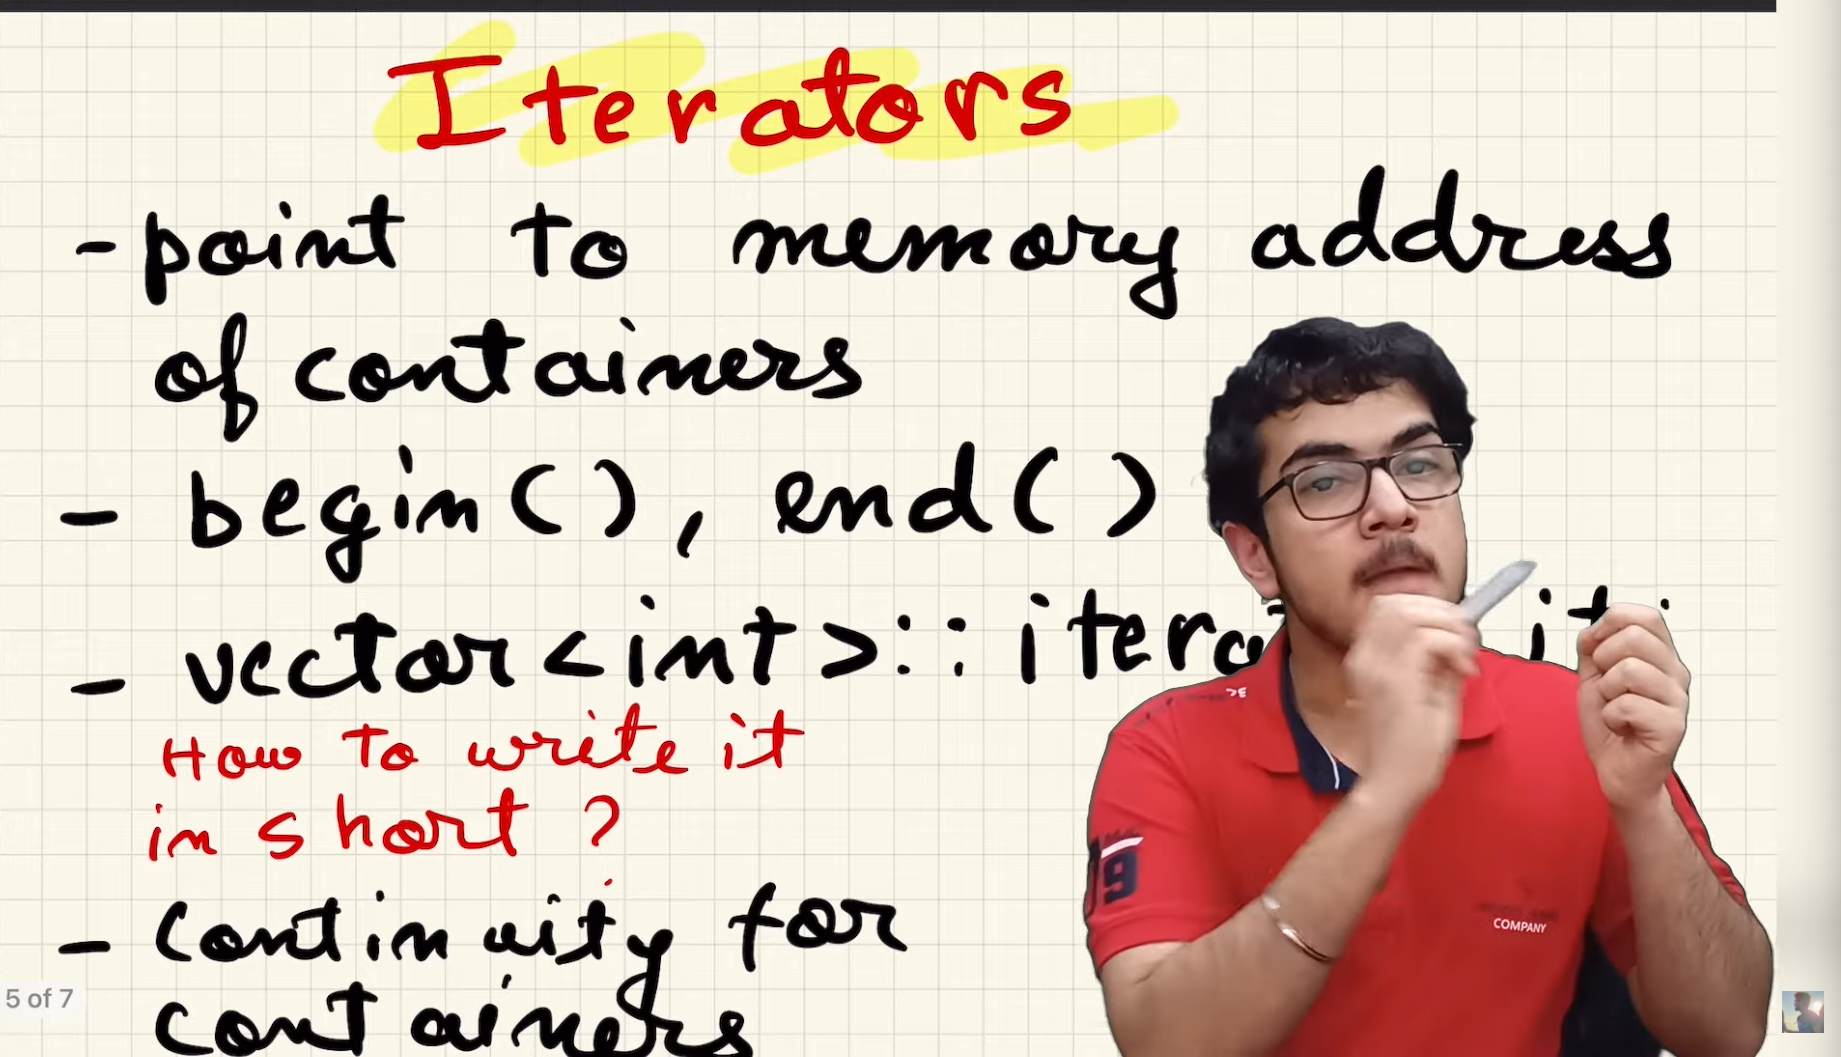 Iterators
- point to memory address
of containers
- begin(), end()
- vector<int>::itera it
How to write it
in short ?
- Continuity for
containers
5 of 7
9
COMPANY